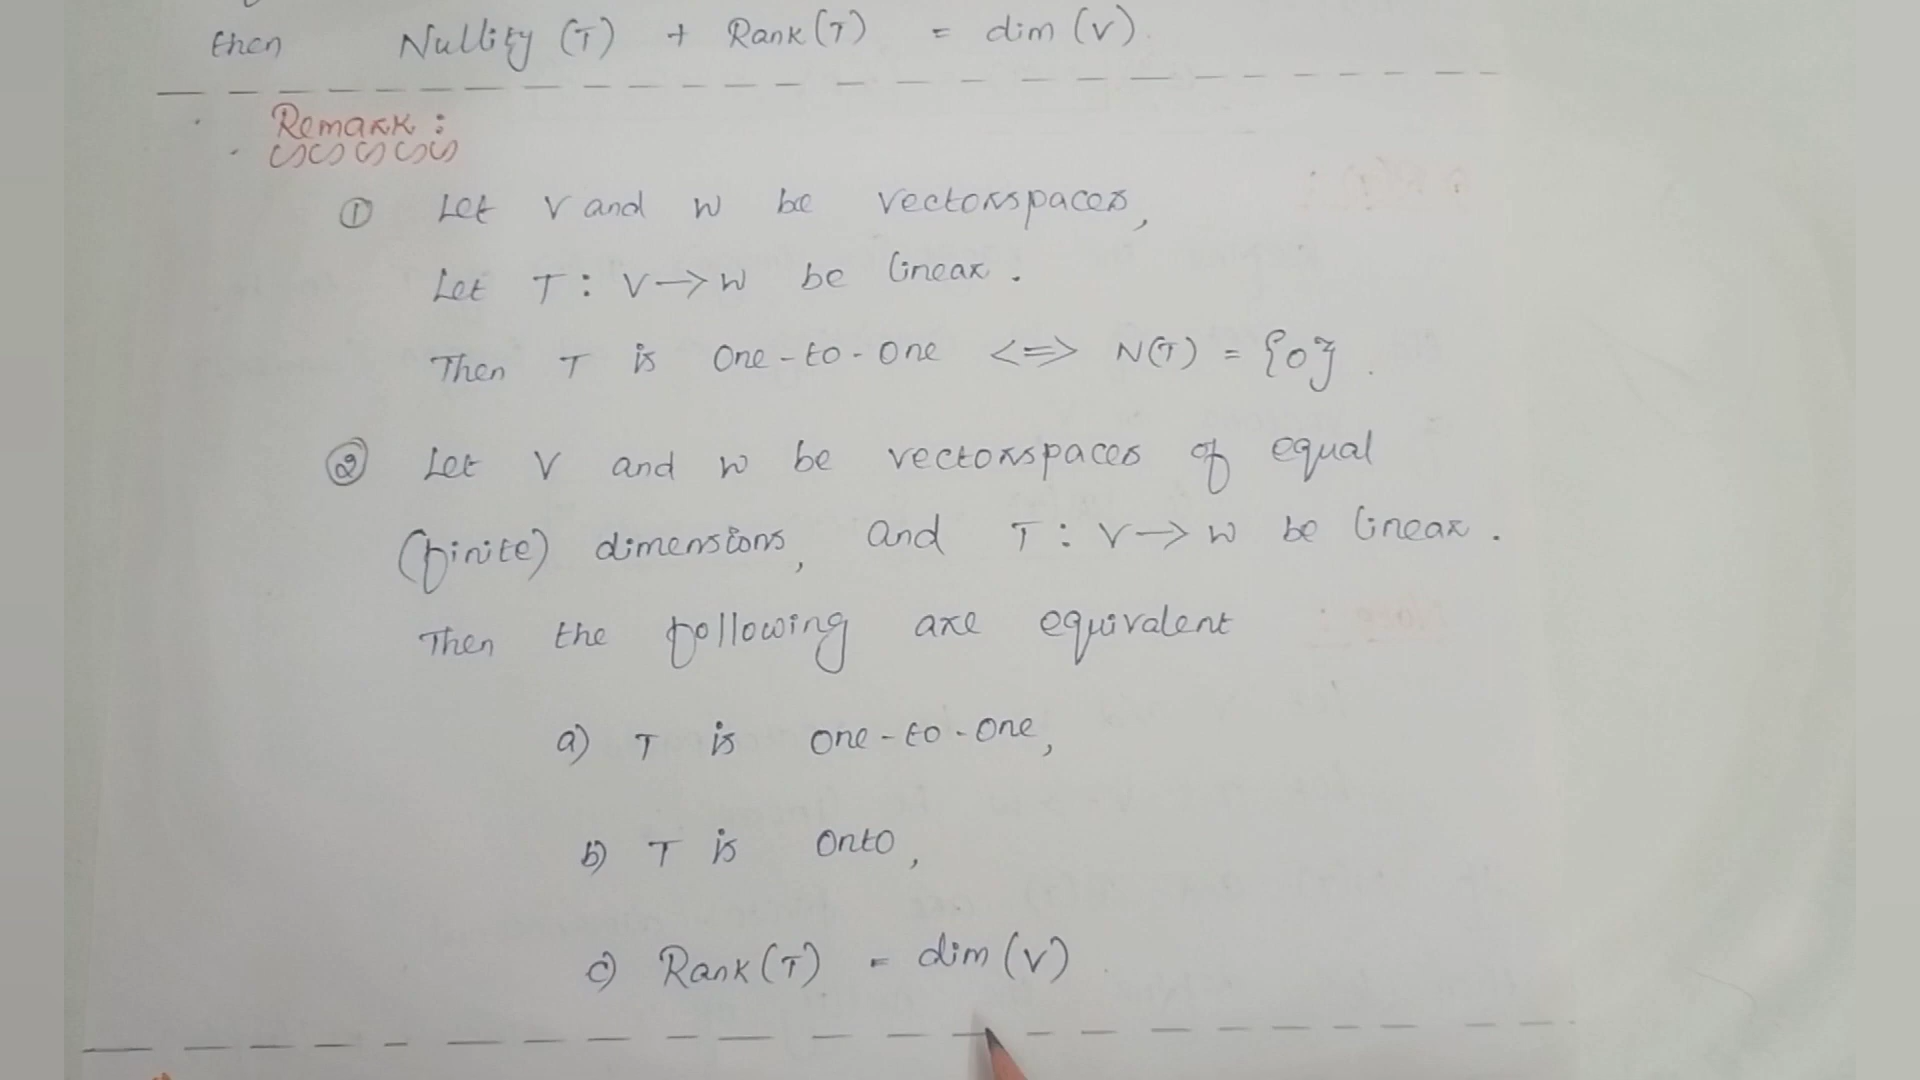 then Nullity (T) + Rank (T) = dim (V).
Remark :
① Let V and W be vectorspaces,
Let T : V → W be linear.
Then T is one-to-one <=> N(T) = {0}.
② Let V and W be vectorspaces of equal
(finite) dimensions, and T : V → W be linear.
Then the following are equivalent
a) T is one-to-one,
b) T is onto,
c) Rank (T) = dim (V)